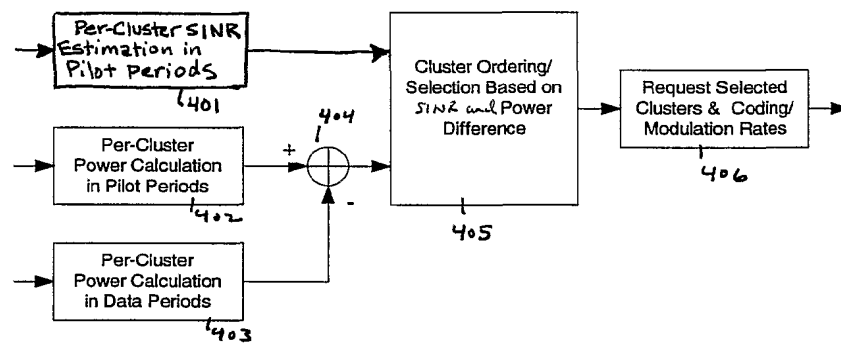 Per-Cluster SINR
Estimation in
Pilot Periods
401
Per-Cluster
Power Calculation
in Pilot Periods
402
Per-Cluster
Power Calculation
in Data Periods
403
404
+
-
Cluster Ordering/
Selection Based on
SINR and Power
Difference
405
Request Selected
Clusters & Coding/
Modulation Rates
406